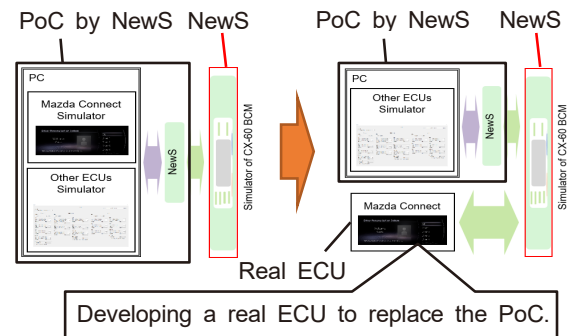 PoC by NewS NewS
PC
Mazda Connect
Simulator
Other ECUs
Simulator
NewS
Simulator of CX-60 BCM
PoC by NewS NewS
PC
Other ECUs
Simulator
NewS
Simulator of CX-60 BCM
Mazda Connect
Real ECU
Developing a real ECU to replace the PoC.